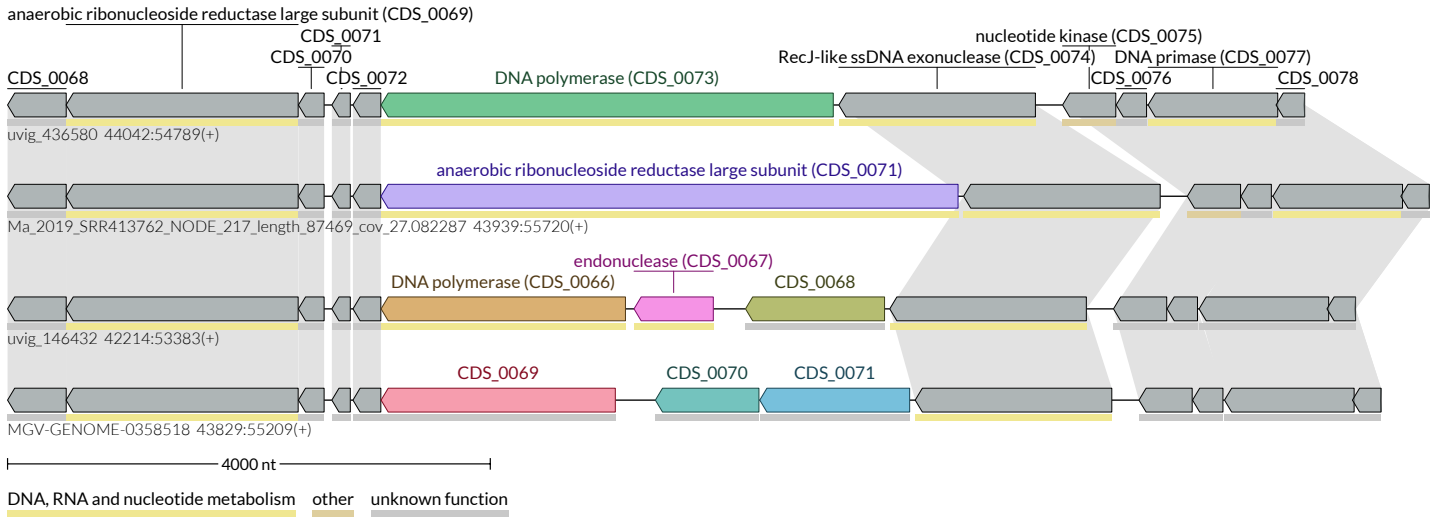 anaerobic ribonucleoside reductase large subunit (CDS_0069)
CDS_0071
nucleotide kinase (CDS_0075)
CDS_0070
RecJ-like ssDNA exonuclease (CDS_0074)
DNA primase (CDS_0077)
CDS_0068
CDS_0072
DNA polymerase (CDS_0073)
CDS_0076
CDS_0078
uvig_436580 44042:54789(+)
anaerobic ribonucleoside reductase large subunit (CDS_0071)
Ma_2019_SRR413762_NODE_217_length_87469_cov_27.082287 43939:55720(+)
endonuclease (CDS_0067)
DNA polymerase (CDS_0066)
CDS_0068
uvig_146432 42214:53383(+)
CDS_0069
CDS_0070
CDS_0071
MGV-GENOME-0358518 43829:55209(+)
4000 nt
DNA, RNA and nucleotide metabolism
other
unknown function